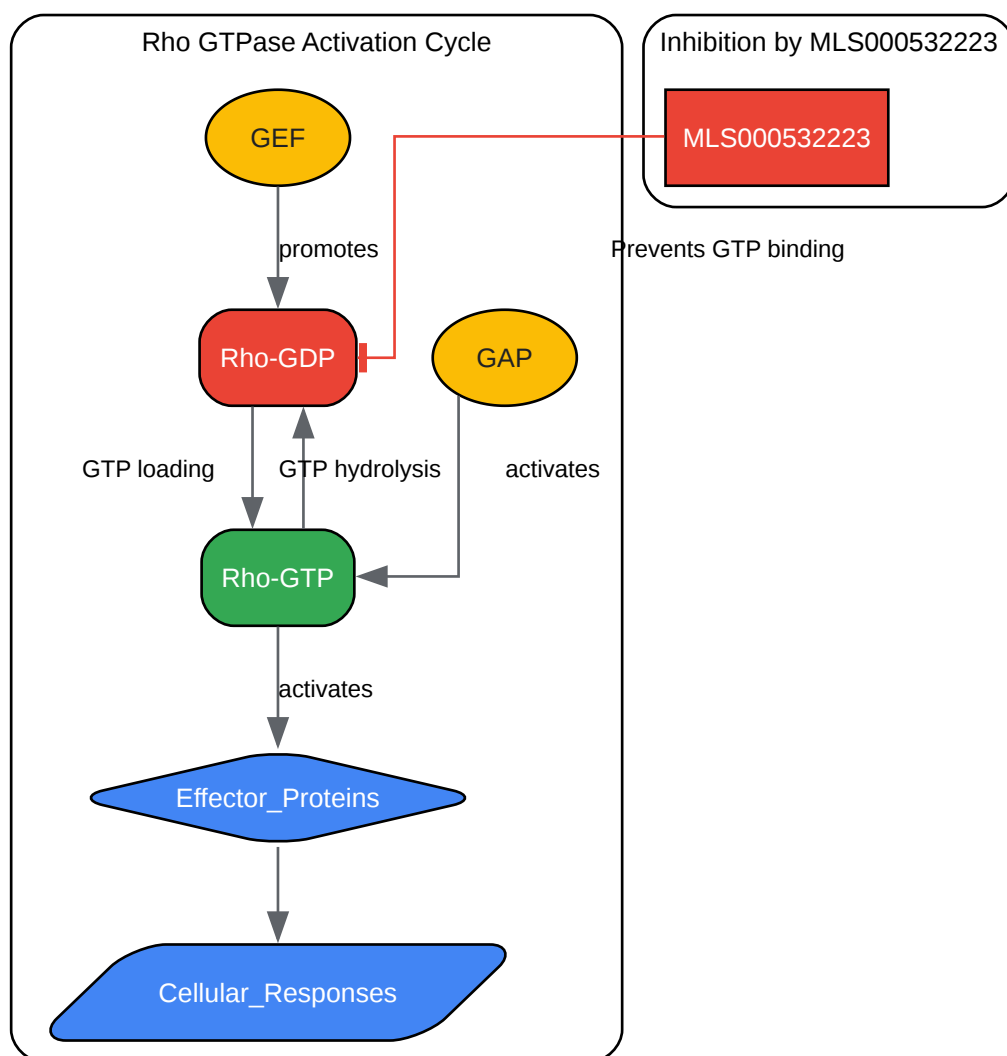 Rho GTPase Activation Cycle
Inhibition by MLS000532223
GEF
MLS000532223
promotes
Prevents GTP binding
Rho-GDP
GAP
GTP loading
GTP hydrolysis
activates
Rho-GTP
activates
Effector_Proteins
Cellular_Responses